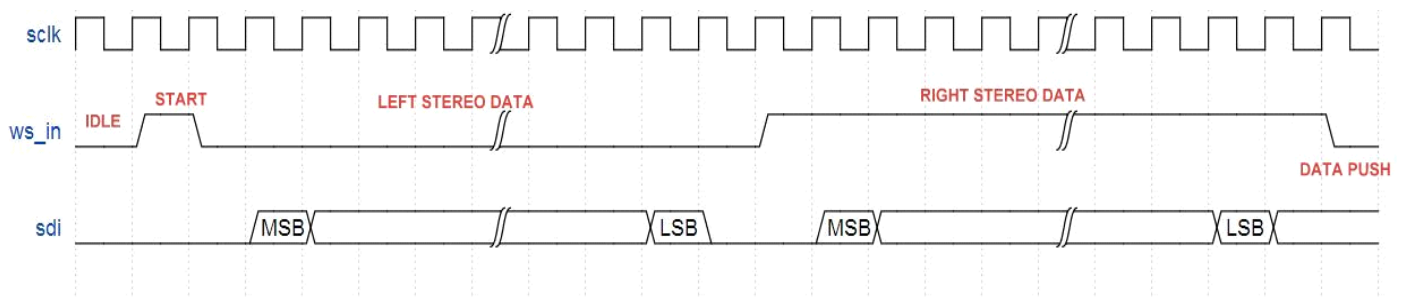 sclk
START
LEFT STEREO DATA
RIGHT STEREO DATA
IDLE
ws_in
DATA PUSH
sdi
MSB
LSB
MSB
LSB